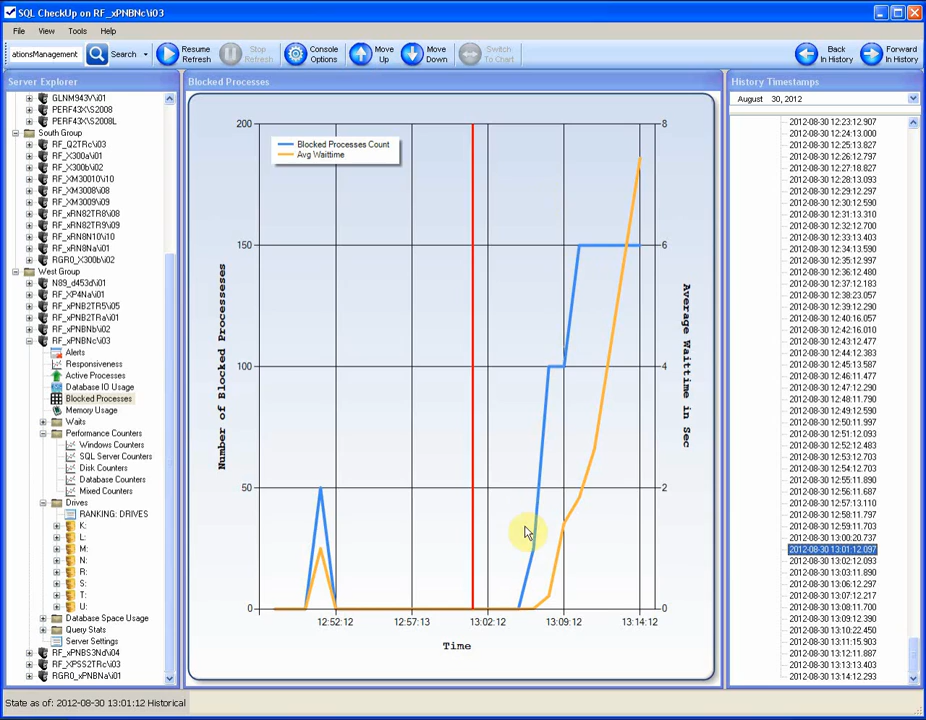 SQL CheckUp on RF_xPNBNc\i03
File View Tools Help
ationsManagement Search Resume Refresh Stop Refresh Console Options Move Up Move Down Switch To Chart Back In History Forward In History
Server Explorer
GLNM943V\i01
PERF43X\S2008
PERF43X\S2008L
South Group
RF_Q2TRc\i03
RF_X300a\i01
RF_X300b\i02
RF_XM30010\i10
RF_XM3008\i08
RF_XM3009\i09
RF_xRN82TR8\i08
RF_xRN82TR9\i09
RF_xRN8N10\i10
RF_xRN8Na\i01
RGR0_X300b\i02
West Group
N89_d453d\i01
RF_XP4Na\i01
RF_xPNB2TR5\i05
RF_xPNB2TRa\i01
RF_xPNBNb\i02
RF_xPNBNc\i03
Alerts
Responsiveness
Active Processes
Database IO Usage
Blocked Processes
Memory Usage
Waits
Performance Counters
Windows Counters
SQL Server Counters
Disk Counters
Database Counters
Mixed Counters
Drives
RANKING: DRIVES
K:
L:
M:
N:
R:
S:
T:
U:
Database Space Usage
Query Stats
Server Settings
RF_xPNBS3Nd\i04
RF_XPSS2TRc\i03
RGR0_xPNBNa\i01
Blocked Processes
Blocked Processes Count
Avg Waittime
200
150
100
50
0
Number of Blocked Processeses
8
6
4
2
0
Average Waittime in Sec
12:52:12 12:57:13 13:02:12 13:09:12 13:14:12
Time
History Timestamps
August 30, 2012
2012-08-30 12:23:12.907
2012-08-30 12:24:13.000
2012-08-30 12:25:13.827
2012-08-30 12:26:12.797
2012-08-30 12:27:18.827
2012-08-30 12:28:13.093
2012-08-30 12:29:12.297
2012-08-30 12:30:12.590
2012-08-30 12:31:13.310
2012-08-30 12:33:13.403
2012-08-30 12:34:13.590
2012-08-30 12:35:12.997
2012-08-30 12:36:12.480
2012-08-30 12:37:12.183
2012-08-30 12:38:23.057
2012-08-30 12:39:12.290
2012-08-30 12:40:16.057
2012-08-30 12:42:16.010
2012-08-30 12:43:12.477
2012-08-30 12:44:12.383
2012-08-30 12:45:13.587
2012-08-30 12:46:11.477
2012-08-30 12:47:12.290
2012-08-30 12:48:11.790
2012-08-30 12:49:12.590
2012-08-30 12:50:11.997
2012-08-30 12:51:12.093
2012-08-30 12:52:12.483
2012-08-30 12:53:12.703
2012-08-30 12:54:12.703
2012-08-30 12:55:11.890
2012-08-30 12:56:11.687
2012-08-30 12:57:13.110
2012-08-30 12:58:11.797
2012-08-30 12:59:11.703
2012-08-30 13:00:20.737
2012-08-30 13:01:12.097
2012-08-30 13:02:12.093
2012-08-30 13:03:11.890
2012-08-30 13:06:12.297
2012-08-30 13:07:12.217
2012-08-30 13:08:11.700
2012-08-30 13:09:12.390
2012-08-30 13:10:22.450
2012-08-30 13:11:15.903
2012-08-30 13:12:11.887
2012-08-30 13:13:13.403
2012-08-30 13:14:12.293
State as of: 2012-08-30 13:01:12 Historical